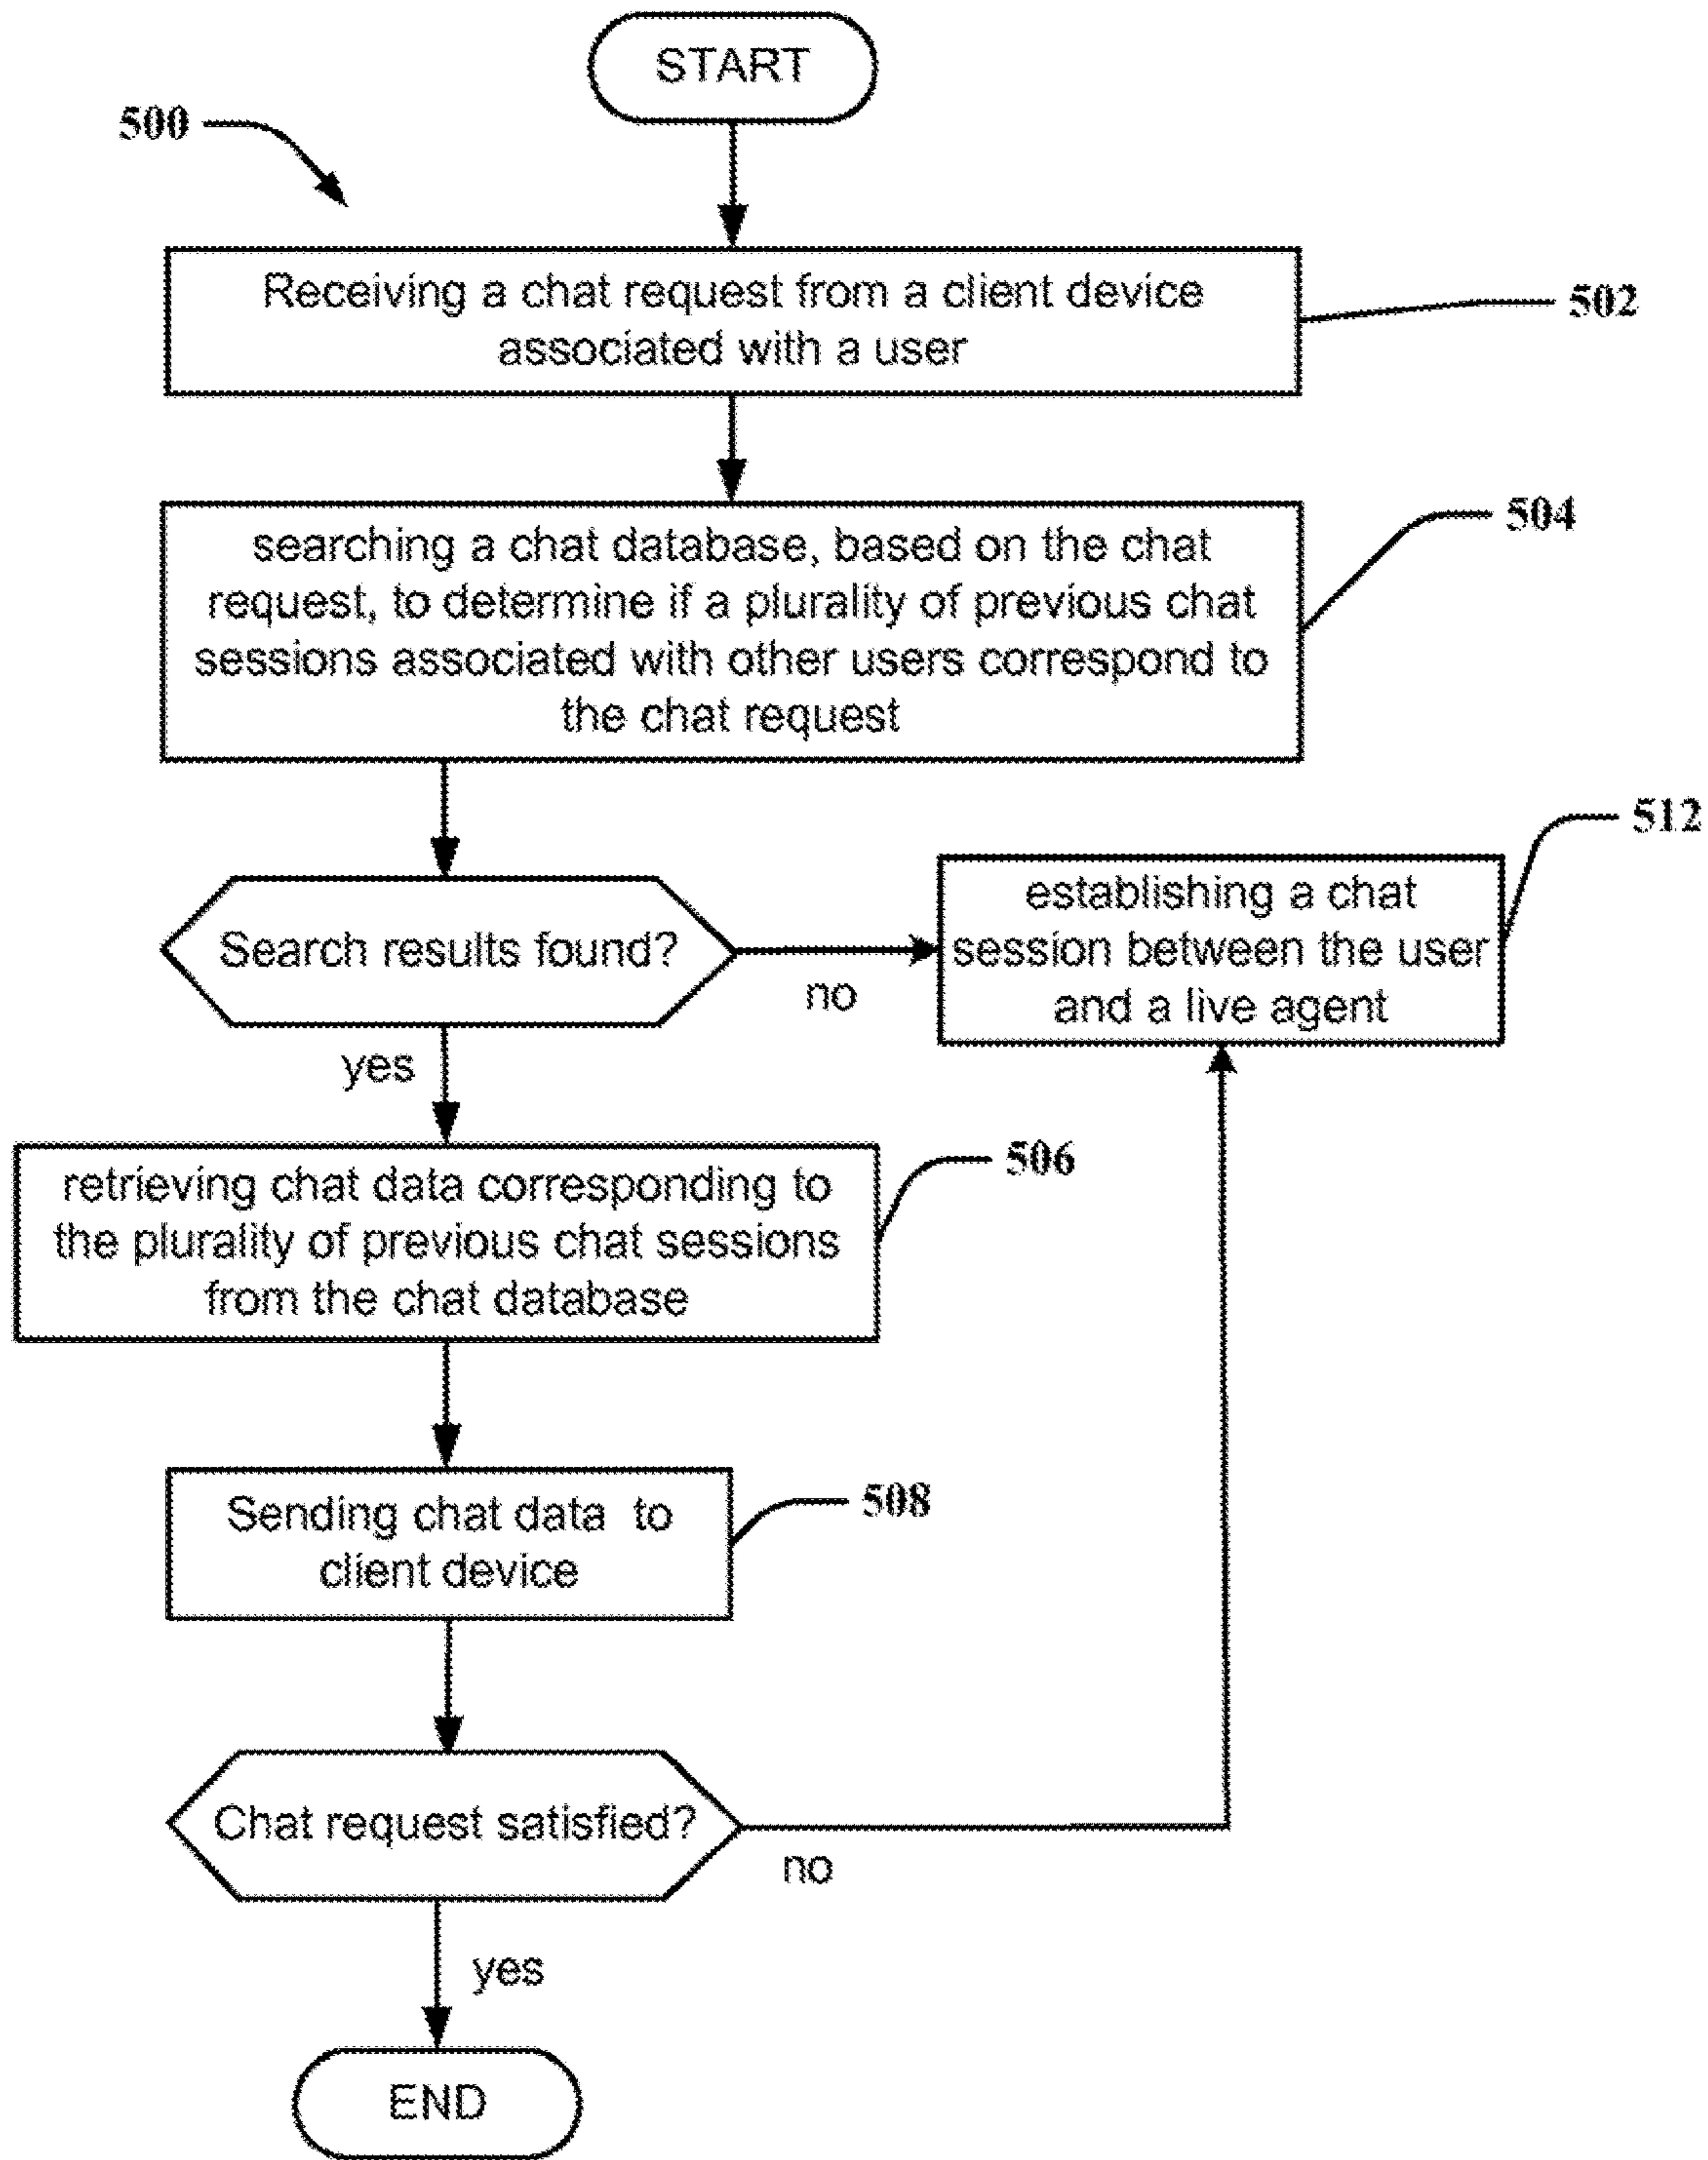 START
500
Receiving a chat request from a client device
associated with a user
502
searching a chat database, based on the chat
request, to determine if a plurality of previous chat
sessions associated with other users correspond to
the chat request
504
512
establishing a chat
session between the user
and a live agent
Search results found?
no
yes
retrieving chat data corresponding to
the plurality of previous chat sessions
from the chat database
506
Sending chat data to
client device
508
Chat request satisfied?
no
yes
END